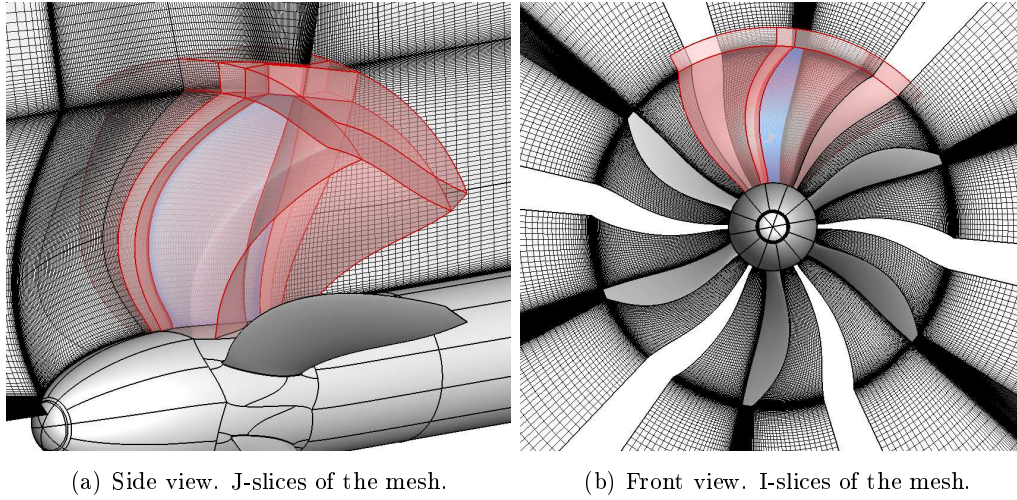 (a) Side view. J-slices of the mesh.
(b) Front view. I-slices of the mesh.